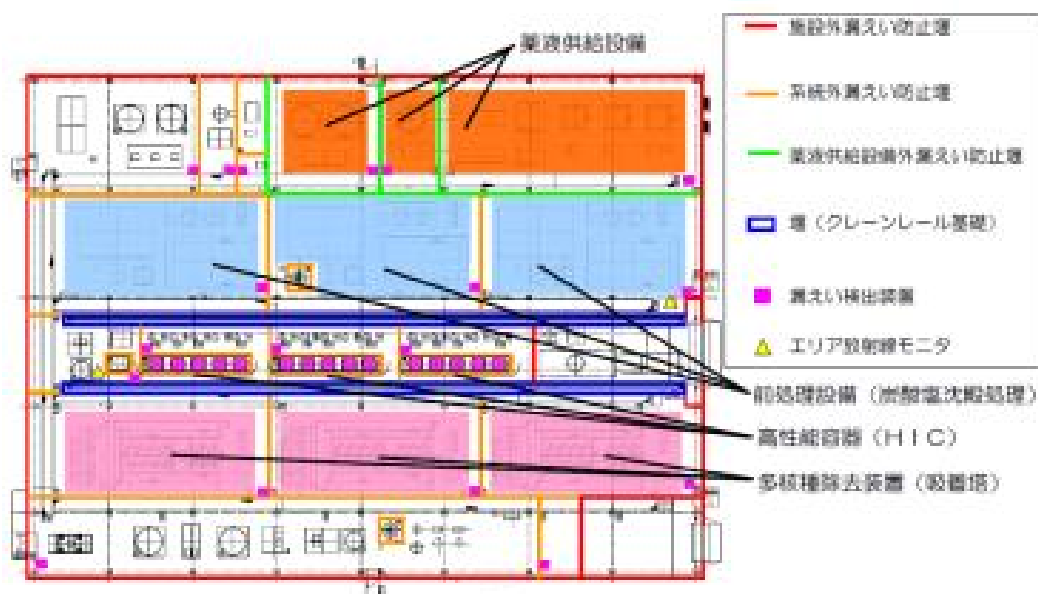 薬液供給設備
施設外漏えい防止堰
系統外漏えい防止堰
薬液供給設備外漏えい防止堰
堰（クレーンレール基礎）
漏えい検出装置
エリア放射線モニタ
前処理設備（炭酸塩沈殿処理）
高性能容器（ＨＩＣ）
多核種除去装置（吸着塔）